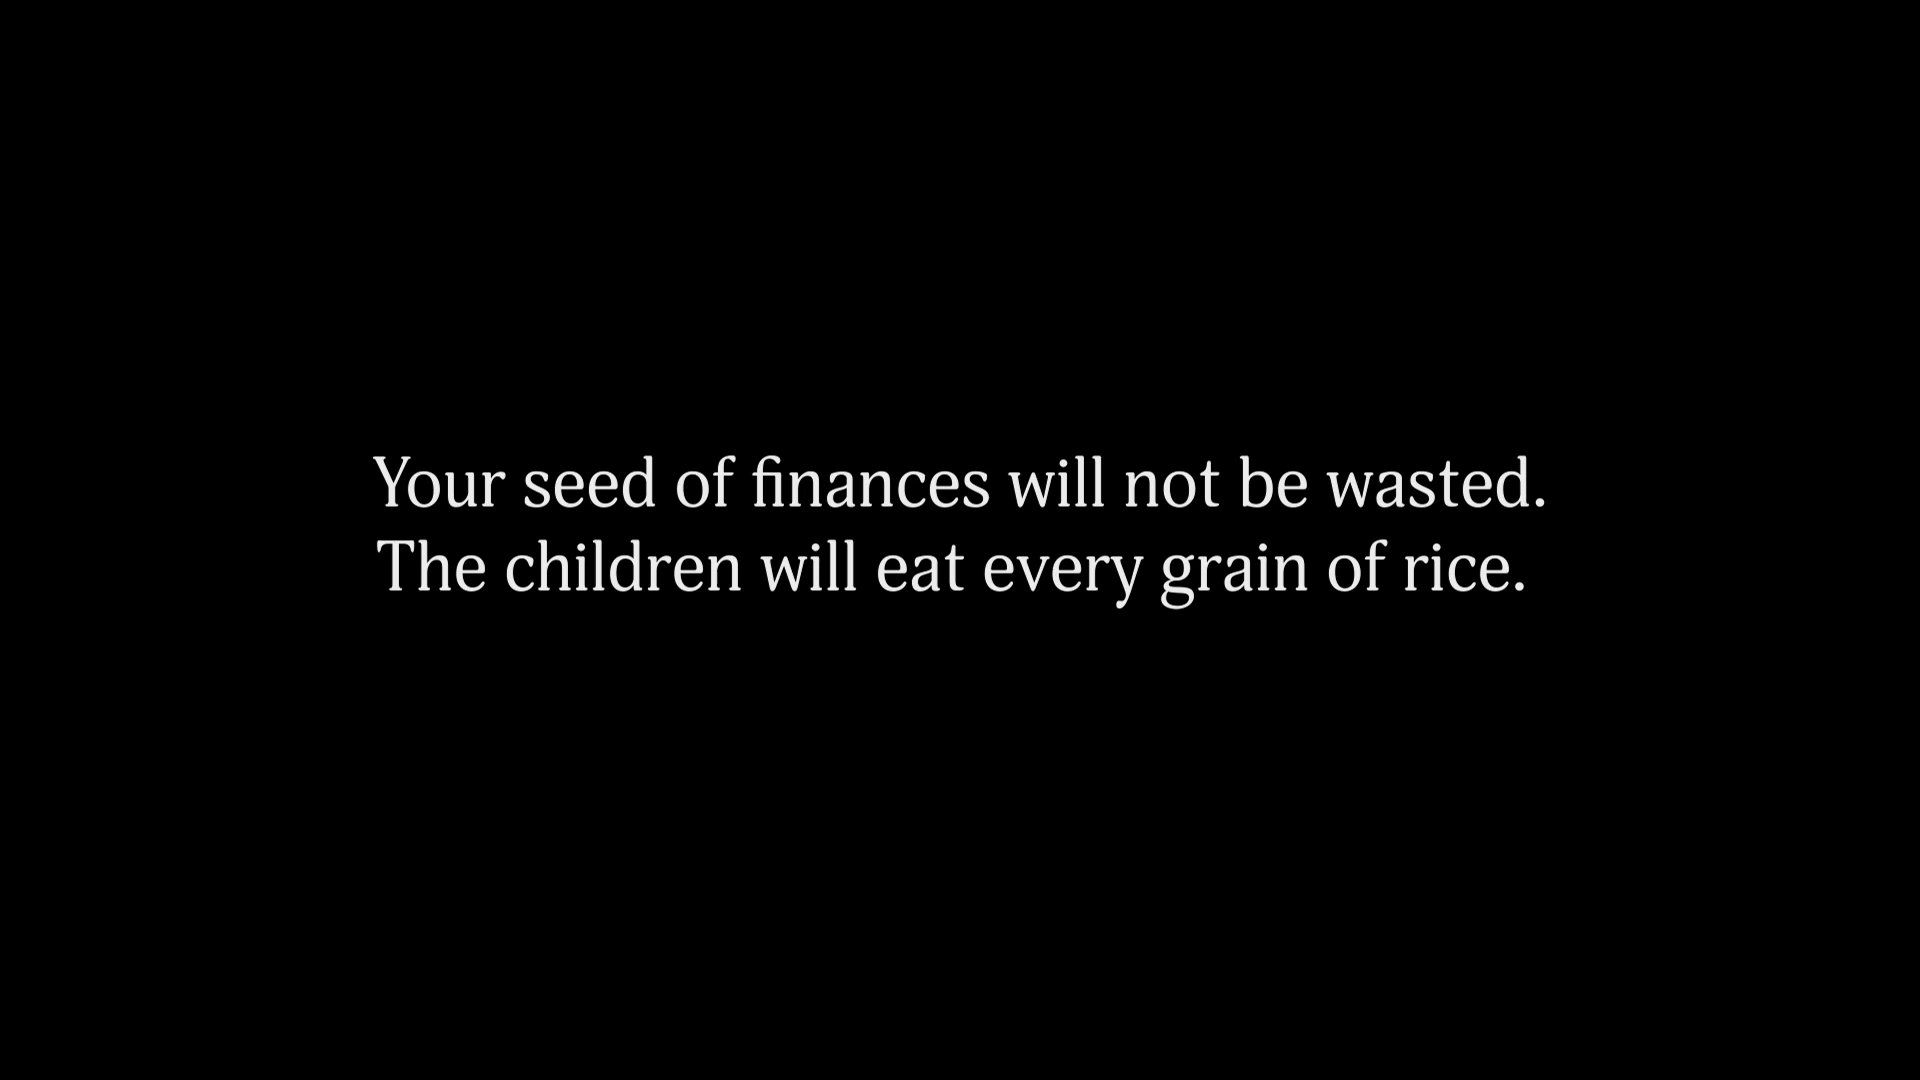 Your seed of finances will not be wasted.
The children will eat every grain of rice.